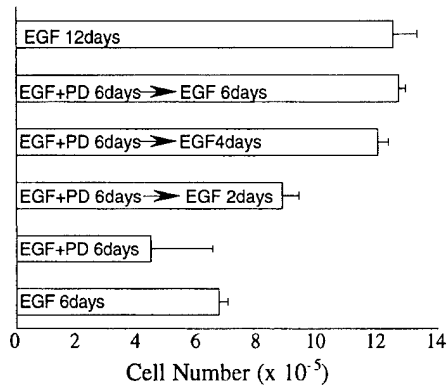 EGF 12days
EGF+PD 6days EGF 6days
EGF+PD 6days EGF4days
EGF+PD 6days EGF 2days
EGF+PD 6days
EGF 6days
0 2 4 6 8 10 12 14
Cell Number (x 10⁻⁵)